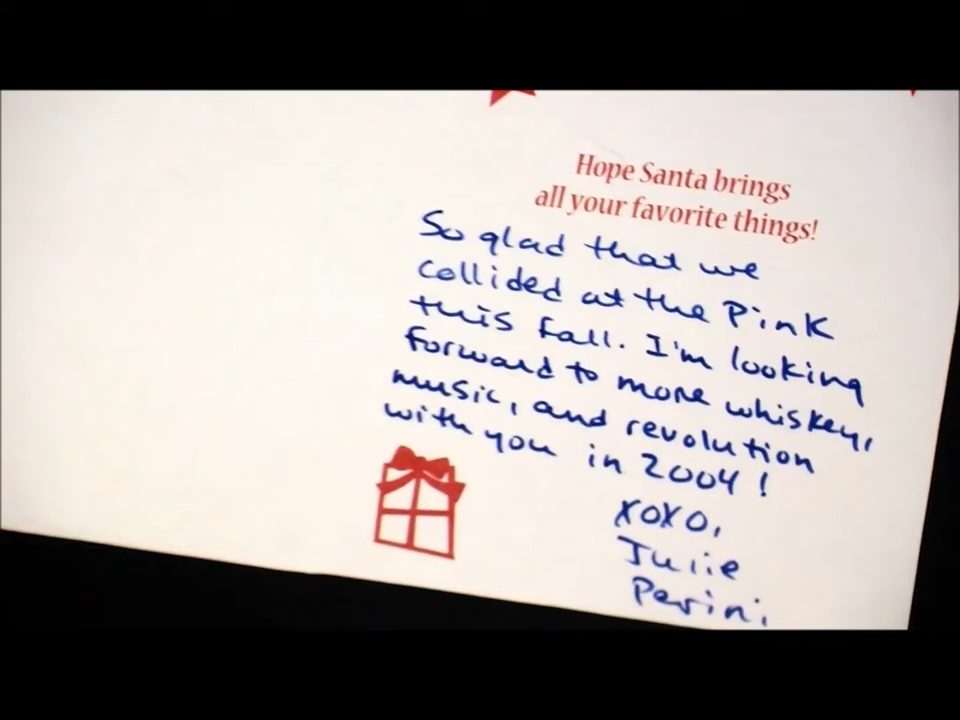 Hope Santa brings
all your favorite things!
So glad that we
collided at the Pink
this fall. I'm looking
forward to more whiskey,
music, and revolution
with you in 2004!
XOXO,
Julie
Perini